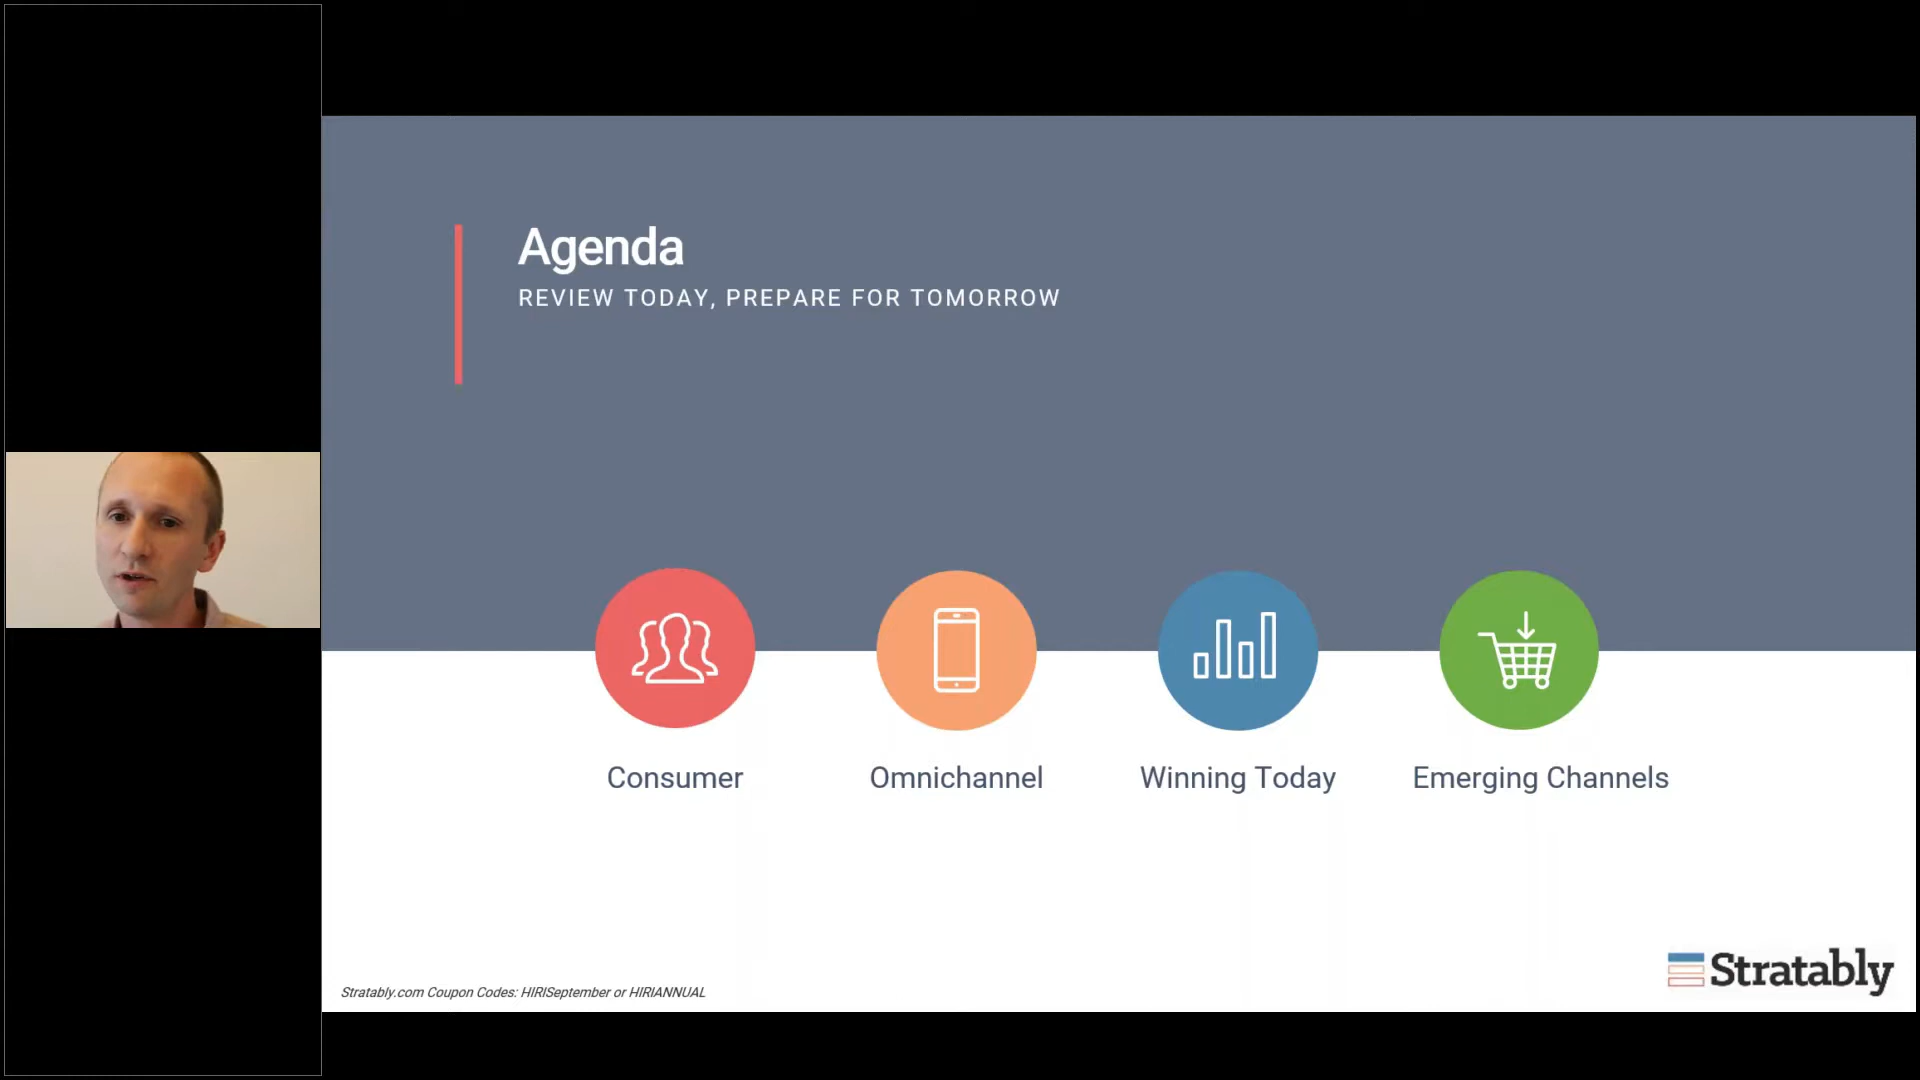 Agenda
REVIEW TODAY, PREPARE FOR TOMORROW
Consumer
Omnichannel
Winning Today
Emerging Channels
Stratably.com Coupon Codes: HIRISeptember or HIRIANNUAL
Stratably